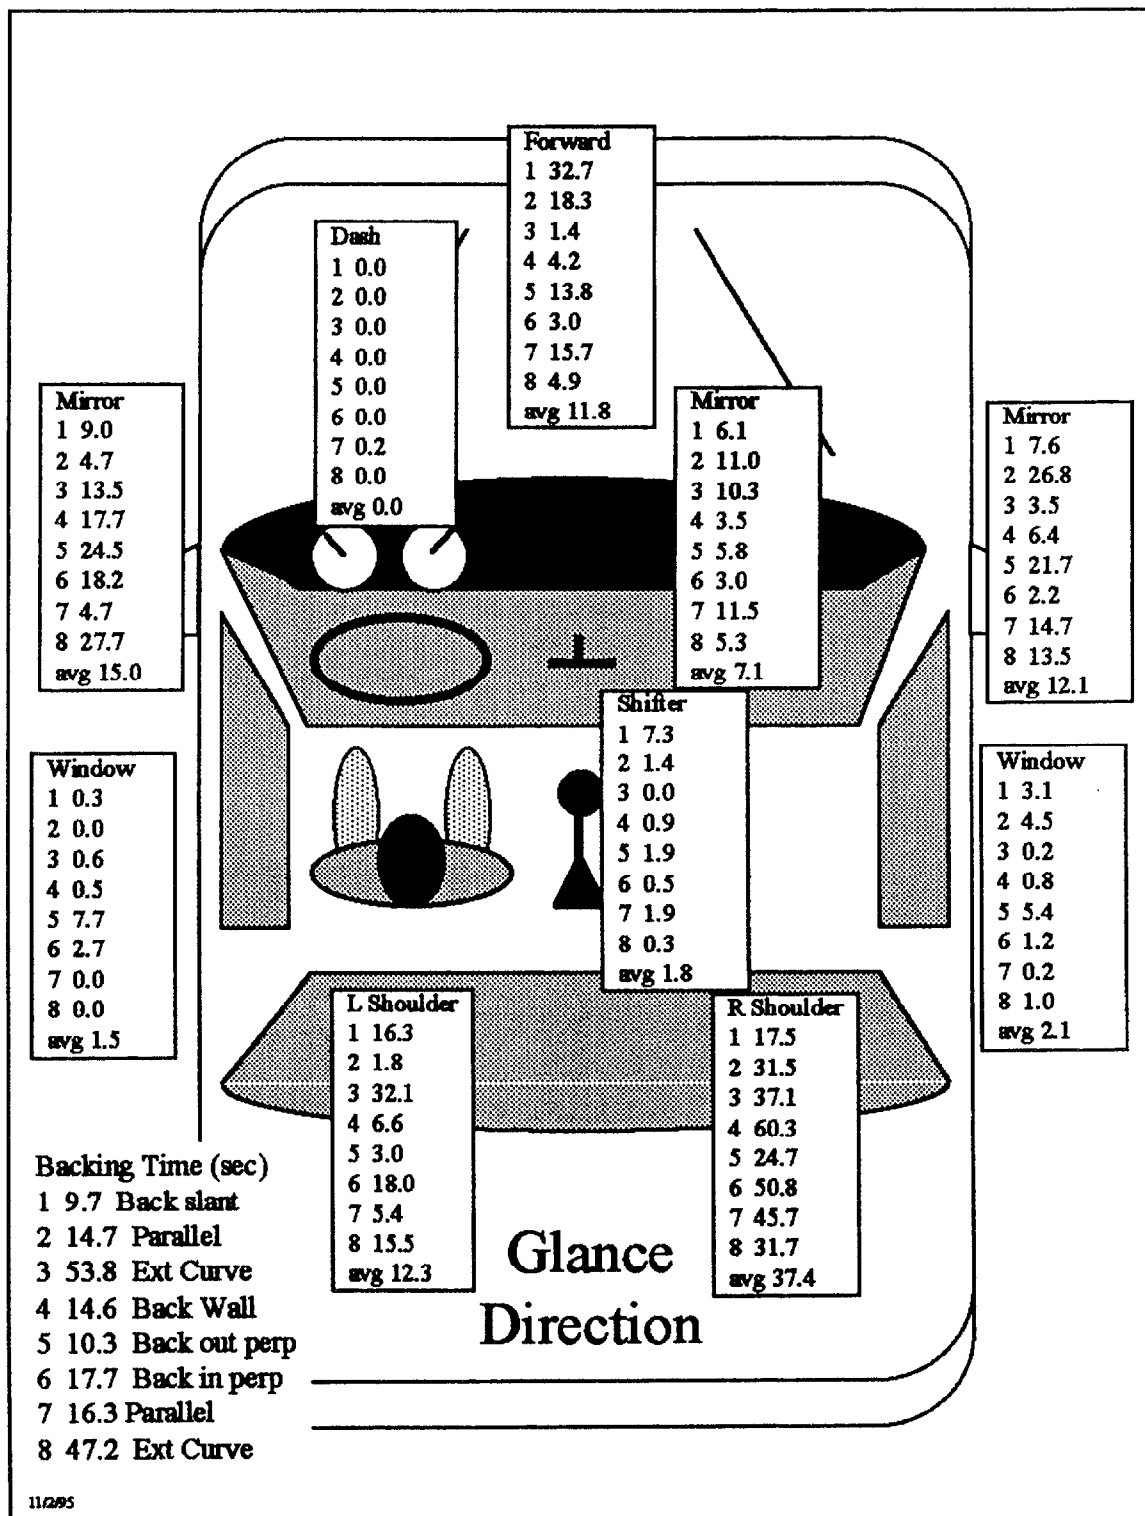 Forward
1 32.7
2 18.3
3 1.4
4 4.2
5 13.8
6 3.0
7 15.7
8 4.9
avg 11.8
Dash
1 0.0
2 0.0
3 0.0
4 0.0
5 0.0
6 0.0
7 0.2
8 0.0
avg 0.0
Mirror
1 9.0
2 4.7
3 13.5
4 17.7
5 24.5
6 18.2
7 4.7
8 27.7
avg 15.0
Mirror
1 6.1
2 11.0
3 10.3
4 3.5
5 5.8
6 3.0
7 11.5
8 5.3
avg 7.1
Mirror
1 7.6
2 26.8
3 3.5
4 6.4
5 21.7
6 2.2
7 14.7
8 13.5
avg 12.1
Shifter
1 7.3
2 1.4
3 0.0
4 0.9
5 1.9
6 0.5
7 1.9
8 0.3
avg 1.8
Window
1 0.3
2 0.0
3 0.6
4 0.5
5 7.7
6 2.7
7 0.0
8 0.0
avg 1.5
Window
1 3.1
2 4.5
3 0.2
4 0.8
5 5.4
6 1.2
7 0.2
8 1.0
avg 2.1
L Shoulder
1 16.3
2 1.8
3 32.1
4 6.6
5 3.0
6 18.0
7 5.4
8 15.5
avg 12.3
R Shoulder
1 17.5
2 31.5
3 37.1
4 60.3
5 24.7
6 50.8
7 45.7
8 31.7
avg 37.4
Backing Time (sec)
1 9.7 Back slant
2 14.7 Parallel
3 53.8 Ext Curve
4 14.6 Back Wall
5 10.3 Back out perp
6 17.7 Back in perp
7 16.3 Parallel
8 47.2 Ext Curve
Glance
Direction
11/2/95